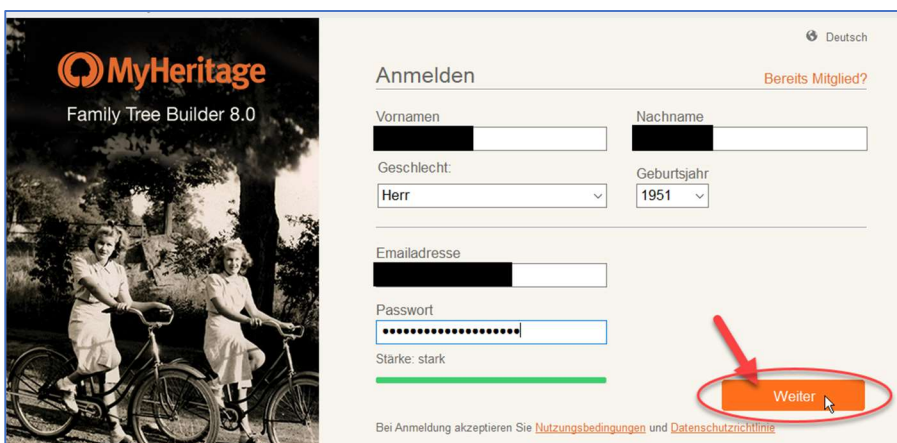 MyHeritage
Family Tree Builder 8.0
Deutsch
Anmelden
Bereits Mitglied?
Vornamen
Nachname
Geschlecht:
Geburtsjahr
Herr
1951
Emailadresse
Passwort
Stärke: stark
Weiter
Bei Anmeldung akzeptieren Sie Nutzungsbedingungen und Datenschutzrichtlinie